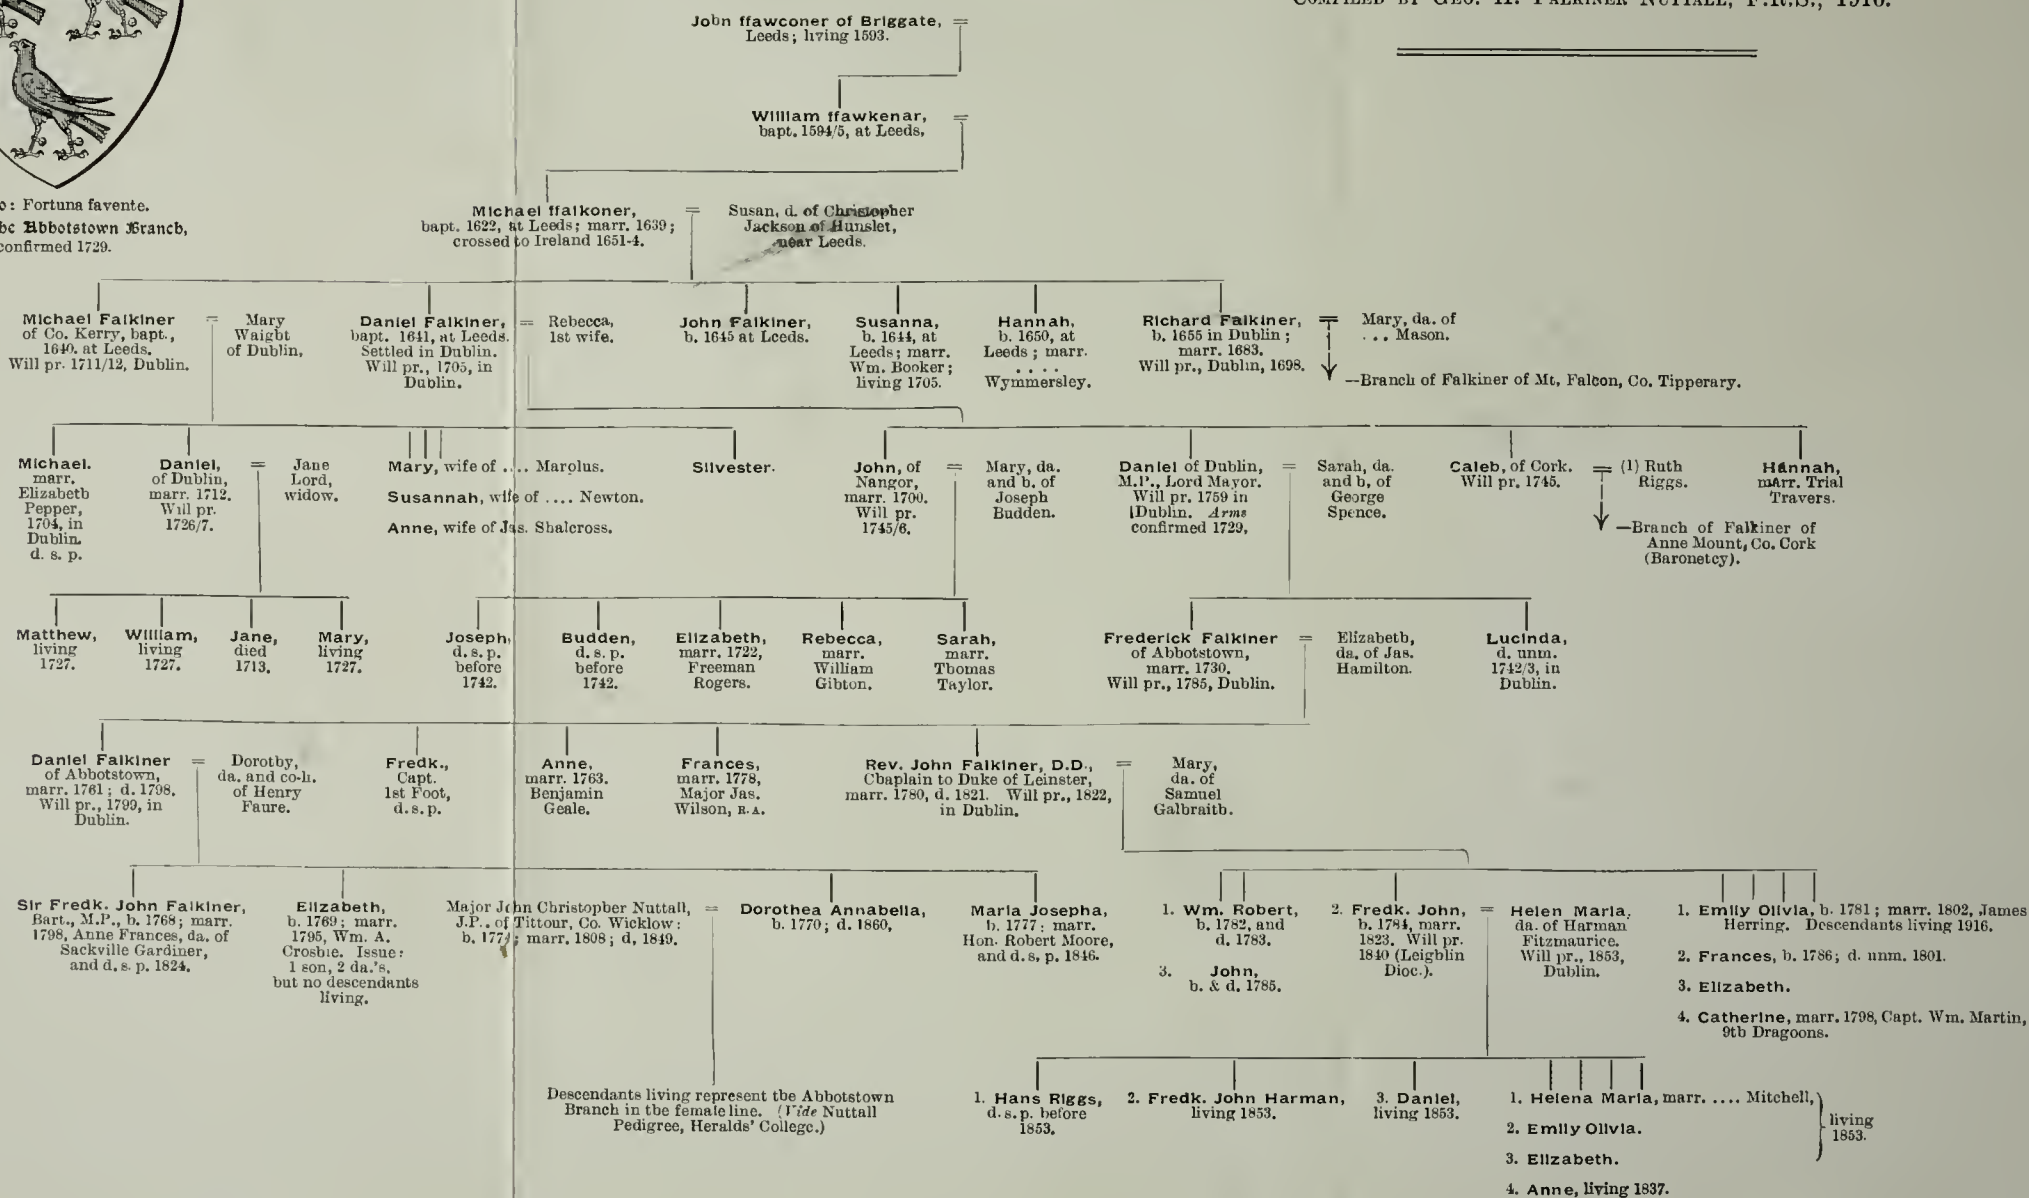 COMPILED BY GEO. H. FALKINER NUTTALL, F.R.S., 1916.
John ffawconer of Briggate, =
Leeds; living 1593.
William ffawkenar, =
bapt. 1594/5, at Leeds,
: Fortuna favente.
Abbotstown Branch,
confirmed 1729.
Michael ffalkoner,
bapt. 1622, at Leeds; marr. 1639;
crossed to Ireland 1651-4.
=
Susan, d. of Christopher
Jackson of Hunslet,
near Leeds.
Michael Falkiner
of Co. Kerry, bapt.,
1640. at Leeds.
Will pr. 1711/12, Dublin.
=
Mary
Waight
of Dublin,
Daniel Falkiner,
bapt. 1641, at Leeds.
Settled in Dublin.
Will pr., 1705, in
Dublin.
=
Rebecca,
1st wife.
John Falkiner,
b. 1645 at Leeds.
Susanna,
b. 1644, at
Leeds; marr.
Wm. Booker;
living 1705.
Hannah,
b. 1650, at
Leeds; marr.
. . . .
Wymmersley.
Richard Falkiner,
b. 1655 in Dublin;
marr. 1683.
Will pr., Dublin, 1698.
=
Mary, da. of
... Mason.
—Branch of Falkiner of Mt, Falcon, Co. Tipperary.
Michael.
marr.
Elizabeth
Pepper,
1704, in
Dublin.
d. s. p.
Daniel,
of Dublin,
marr. 1712.
Will pr.
1726/7.
=
Jane
Lord,
widow.
Mary, wife of .... Marolus.
Susannah, wife of .... Newton.
Anne, wife of Jas. Shalcross.
Silvester.
John, of
Nangor,
marr. 1700.
Will pr.
1745/6.
=
Mary, da.
and h. of
Joseph
Budden.
Daniel of Dublin,
M.P., Lord Mayor.
Will pr. 1759 in
Dublin. Arms
confirmed 1729,
=
Sarah, da.
and h, of
George
Spence.
Caleb, of Cork.
Will pr. 1745.
=
(1) Ruth
Riggs.
—Branch of Falkiner of
Anne Mount, Co. Cork
(Baronetcy).
Hannah,
marr. Trial
Travers.
Matthew,
living
1727.
William,
living
1727.
Jane,
died
1713.
Mary,
living
1727.
Joseph,
d. s. p.
before
1742.
Budden,
d. s. p.
before
1742.
Elizabeth,
marr. 1722,
Freeman
Rogers.
Rebecca,
marr.
William
Gibton.
Sarah,
marr.
Thomas
Taylor.
Frederick Falkiner
of Abbotstown,
marr. 1730.
Will pr., 1785, Dublin.
=
Elizabeth,
da. of Jas.
Hamilton.
Lucinda,
d. unm.
1742/3, in
Dublin.
Daniel Falkiner
of Abbotstown,
marr. 1761; d. 1798.
Will pr., 1799, in
Dublin.
=
Dorothy,
da. and co-h.
of Henry
Faure.
Fredk.,
Capt.
1st Foot,
d. s. p.
Anne,
marr. 1763.
Benjamin
Geale.
Frances,
marr. 1778,
Major Jas.
Wilson, R.A.
Rev. John Falkiner, D.D.,
Chaplain to Duke of Leinster,
marr. 1780, d. 1821. Will pr., 1822,
in Dublin.
=
Mary,
da. of
Samuel
Galbraith.
Sir Fredk. John Falkiner,
Bart., M.P., b. 1768; marr.
1798, Anne Frances, da. of
Sackville Gardiner,
and d. s. p. 1824.
Elizabeth,
b. 1769; marr.
1795, Wm. A.
Crosbie. Issue:
1 son, 2 da.'s,
but no descendants
living.
Major John Christopher Nuttall,
J.P., of Tittour, Co. Wicklow:
b. 1774; marr. 1808; d, 1849.
=
Dorothea Annabella,
b. 1770; d. 1860,
Maria Josepha,
b. 1777; marr.
Hon. Robert Moore,
and d. s, p. 1846.
1. Wm. Robert,
b. 1782, and
d. 1783.
3. John,
b. & d. 1785.
2. Fredk. John,
b. 1784, marr.
1823. Will pr.
1840 (Leighlin
Dioc.).
=
Helen Maria,
da. of Harman
Fitzmaurice.
Will pr., 1853,
Dublin.
1. Emily Olivia, b. 1781; marr. 1802, James
Herring. Descendants living 1916.
2. Frances, b. 1786; d. unm. 1801.
3. Elizabeth.
4. Catherine, marr. 1798, Capt. Wm. Martin,
9th Dragoons.
Descendants living represent the Abbotstown
Branch in the female line. (Vide Nuttall
Pedigree, Heralds' College.)
1. Hans Riggs,
d. s. p. before
1853.
2. Fredk. John Harman,
living 1853.
3. Daniel,
living 1853.
1. Helena Maria, marr. .... Mitchell,
2. Emily Olivia.
3. Elizabeth.
living
1853.
4. Anne, living 1837.